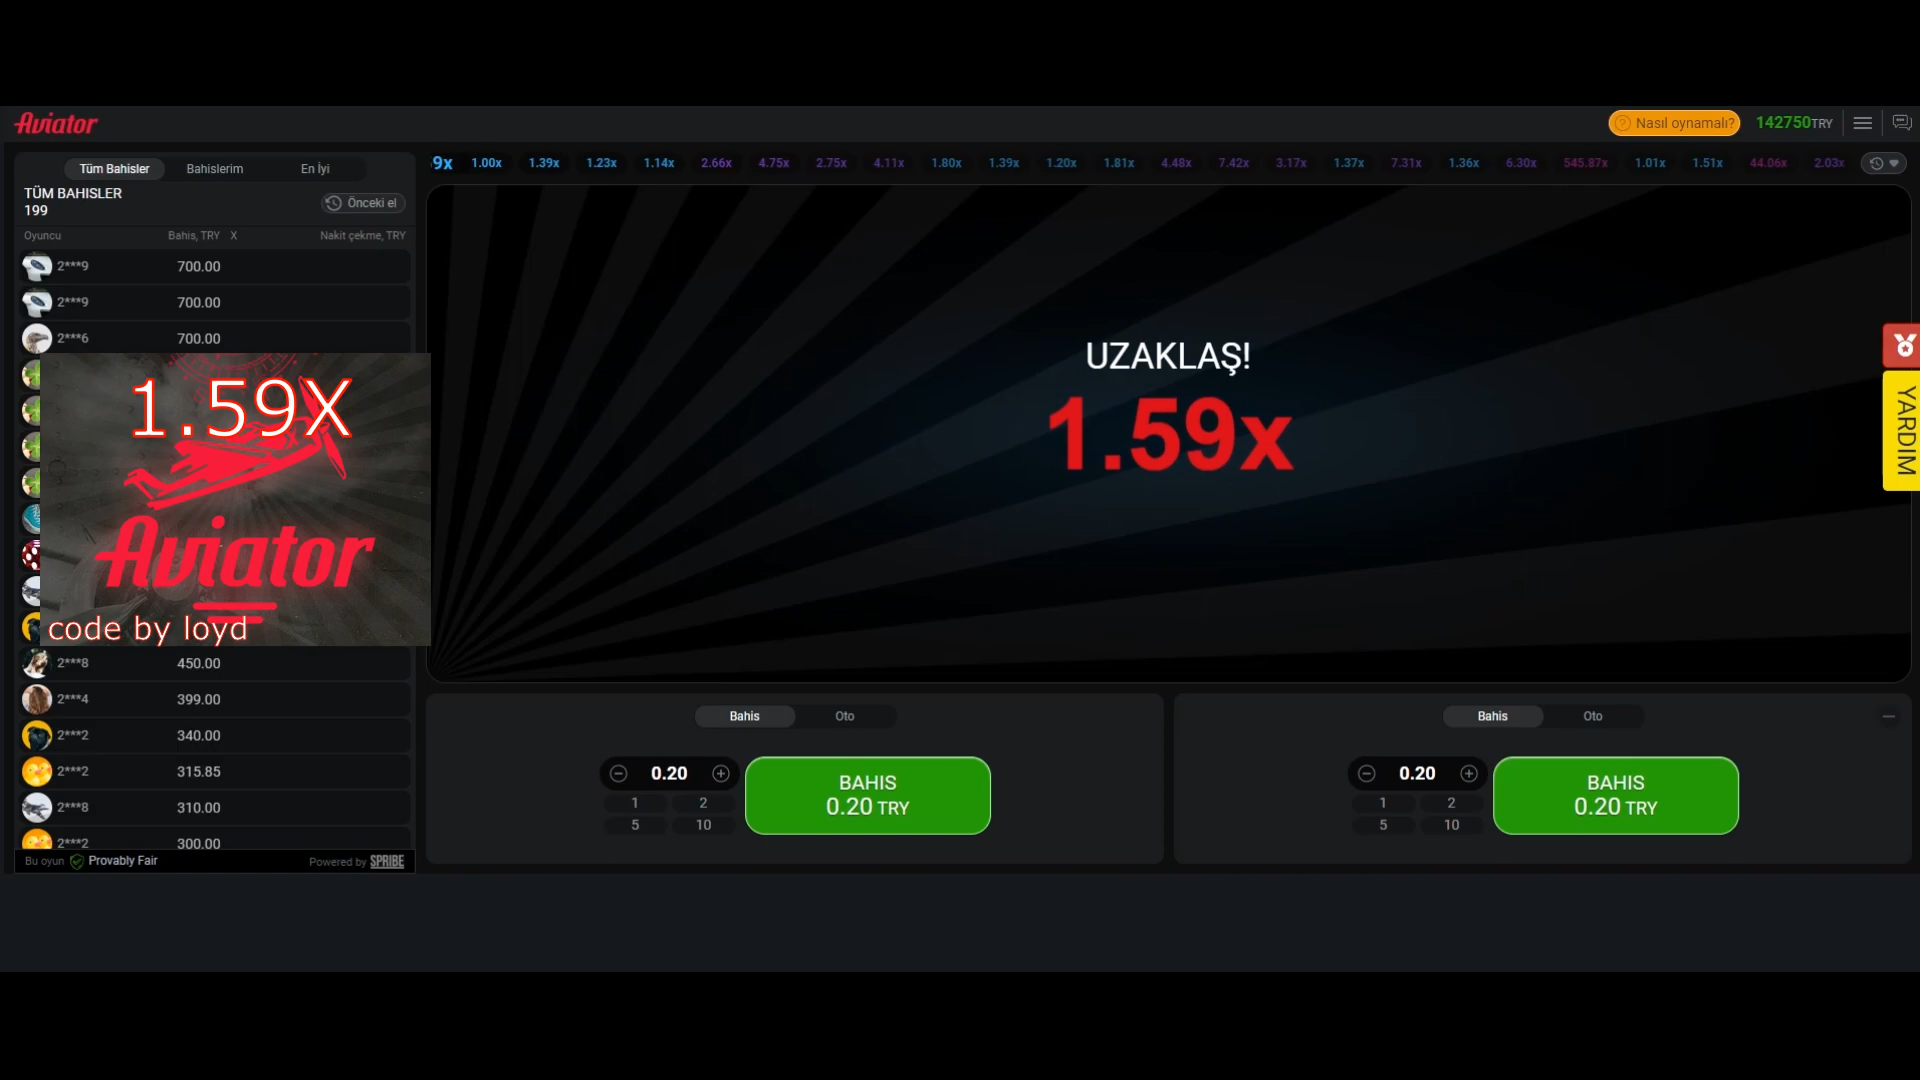 Aviator
Nasıl oynamalı?
142750TRY
Tüm Bahisler
Bahislerim
En İyi
9x 1.00x 1.39x 1.23x 1.14x 2.66x 4.75x 2.75x 4.11x 1.80x 1.39x 1.20x 1.81x 4.48x 7.42x 3.17x 1.37x 7.31x 1.36x 6.30x 545.87x 1.01x 1.51x 44.06x 2.03x
TÜM BAHISLER
199
Önceki el
Oyuncu Bahis, TRY X Nakit çekme, TRY
2***9 700.00
2***9 700.00
2***6 700.00
1.59X
Aviator
code by loyd
2***8 450.00
2***4 399.00
2***2 340.00
2***2 315.85
2***8 310.00
2***2 300.00
Bu oyun Provably Fair
Powered by SPRIBE
UZAKLAŞ!
1.59x
YARDIM
Bahis Oto
0.20
1 2
5 10
BAHIS
0.20 TRY
Bahis Oto
0.20
1 2
5 10
BAHIS
0.20 TRY